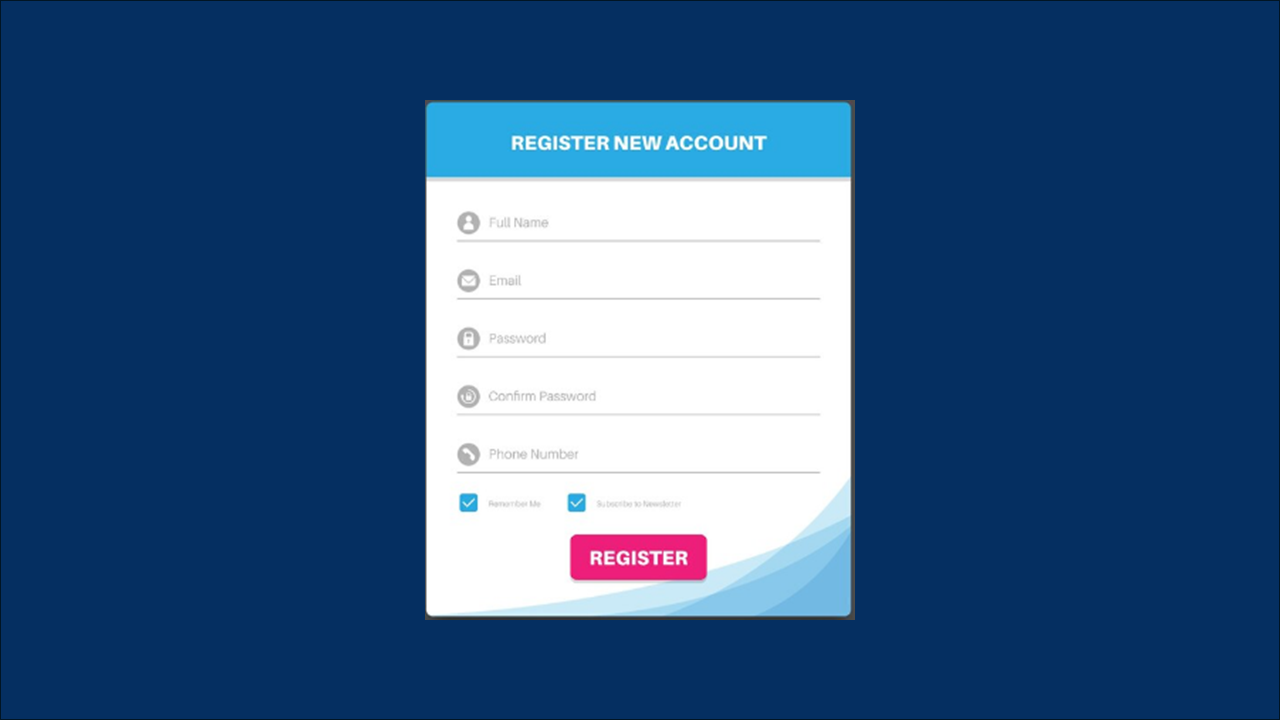 REGISTER NEW ACCOUNT
Full Name
Email
Password
Confirm Password
Phone Number
Remember Me
Subscribe to Newsletter
REGISTER